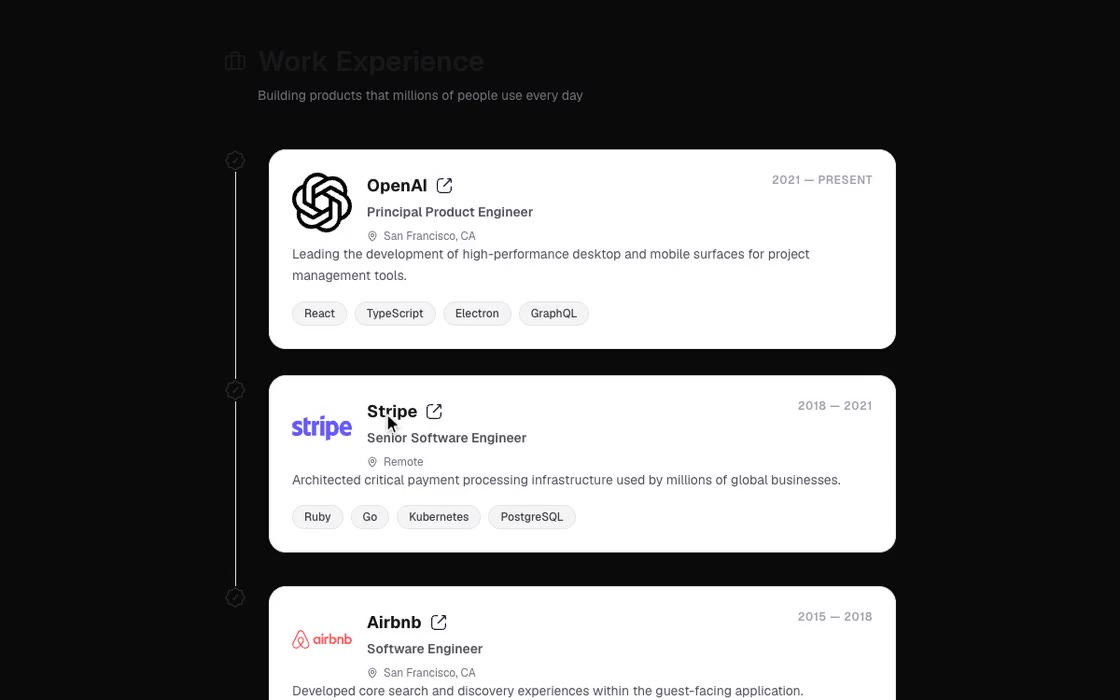 Work Experience
Building products that millions of people use every day
OpenAI
2021 — PRESENT
Principal Product Engineer
San Francisco, CA
Leading the development of high-performance desktop and mobile surfaces for project
management tools.
React TypeScript Electron GraphQL
stripe
Stripe
2018 — 2021
Senior Software Engineer
Remote
Architected critical payment processing infrastructure used by millions of global businesses.
Ruby Go Kubernetes PostgreSQL
airbnb
Airbnb
2015 — 2018
Software Engineer
San Francisco, CA
Developed core search and discovery experiences within the guest-facing application.